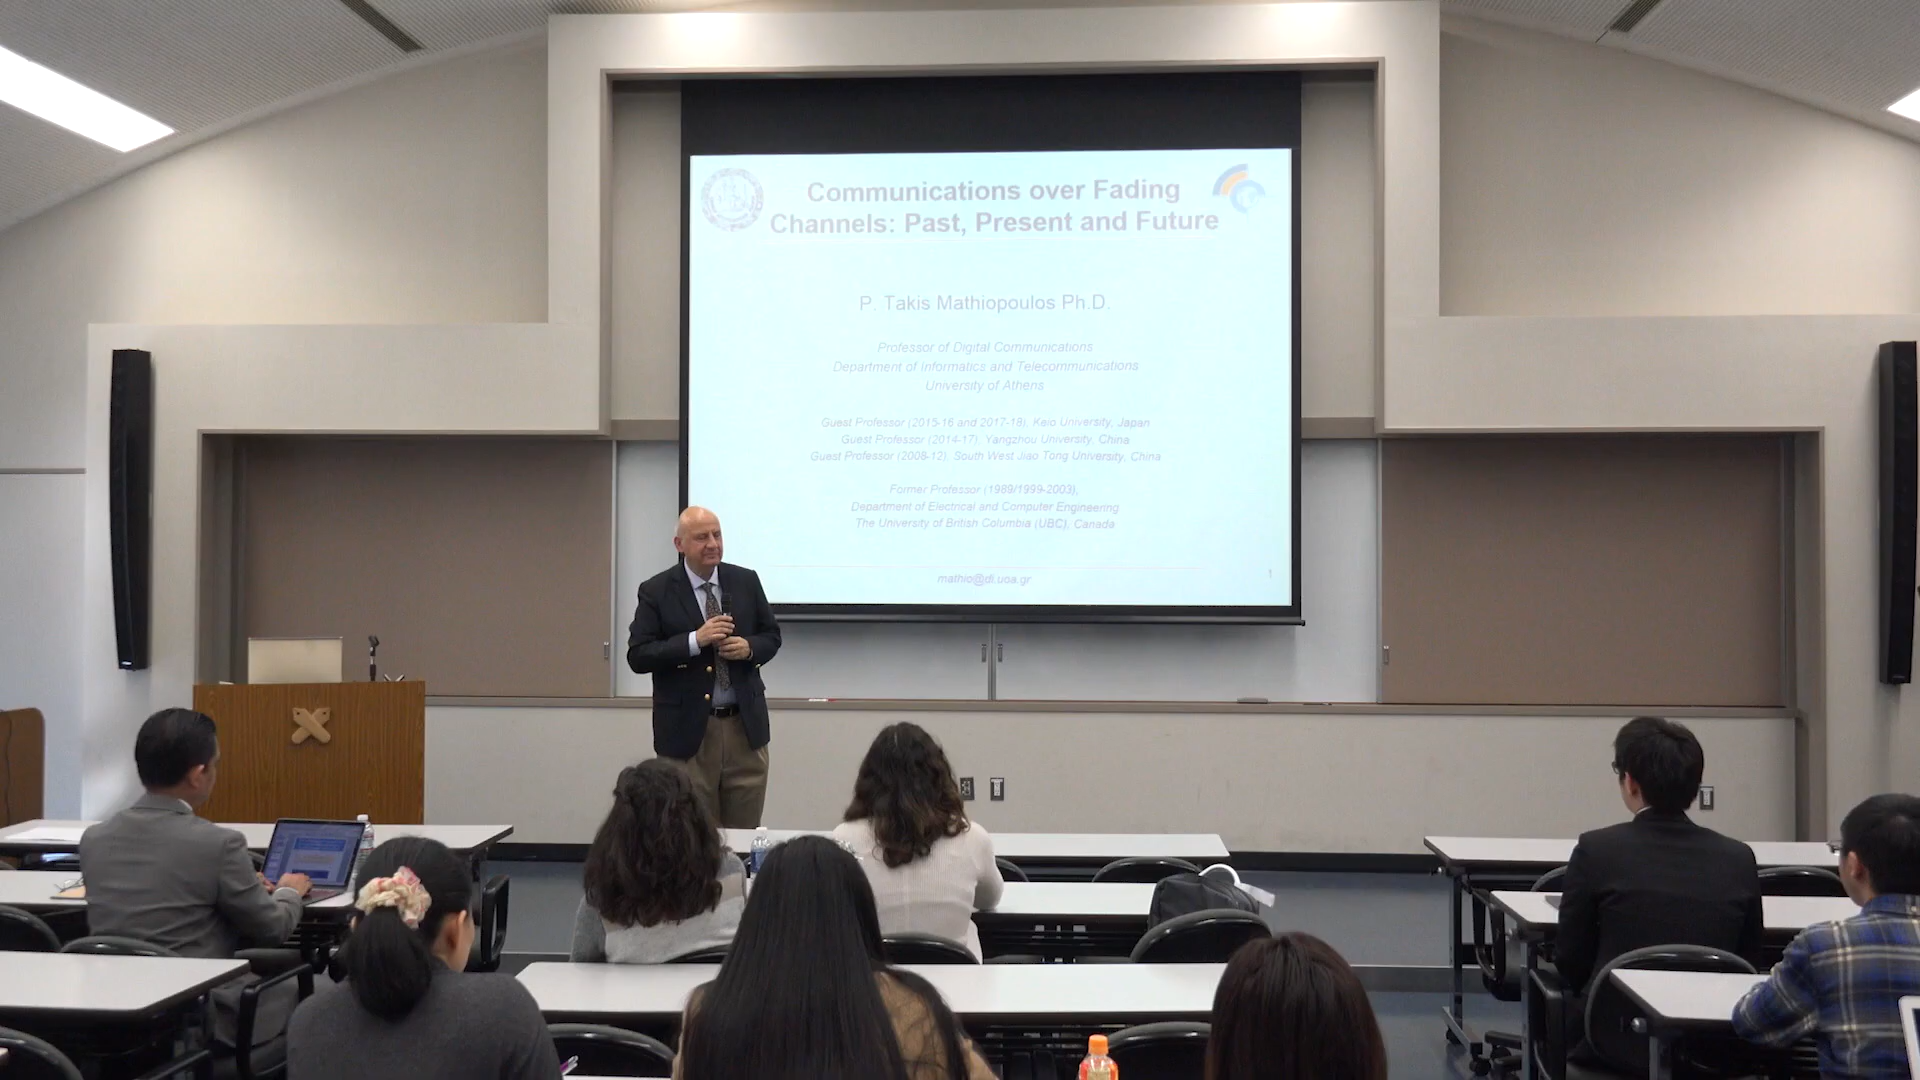 Communications over Fading
Channels: Past, Present and Future
P. Takis Mathiopoulos Ph.D.
Professor of Digital Communications
Department of Informatics and Telecommunications
University of Athens
Guest Professor (2015-16 and 2017-18), Keio University, Japan
Guest Professor (2014-17), Yangzhou University, China
Guest Professor (2008-12), South West Jiao Tong University, China
Former Professor (1989/1999-2003),
Department of Electrical and Computer Engineering
The University of British Columbia (UBC), Canada
mathio@di.uoa.gr
1